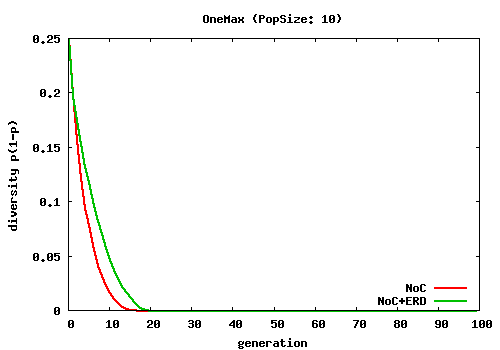 OneMax (PopSize: 10)
0.25
0.2
0.15
0.1
0.05
0
diversity p(1-p)
NoC
NoC+ERD
0 10 20 30 40 50 60 70 80 90 100
generation